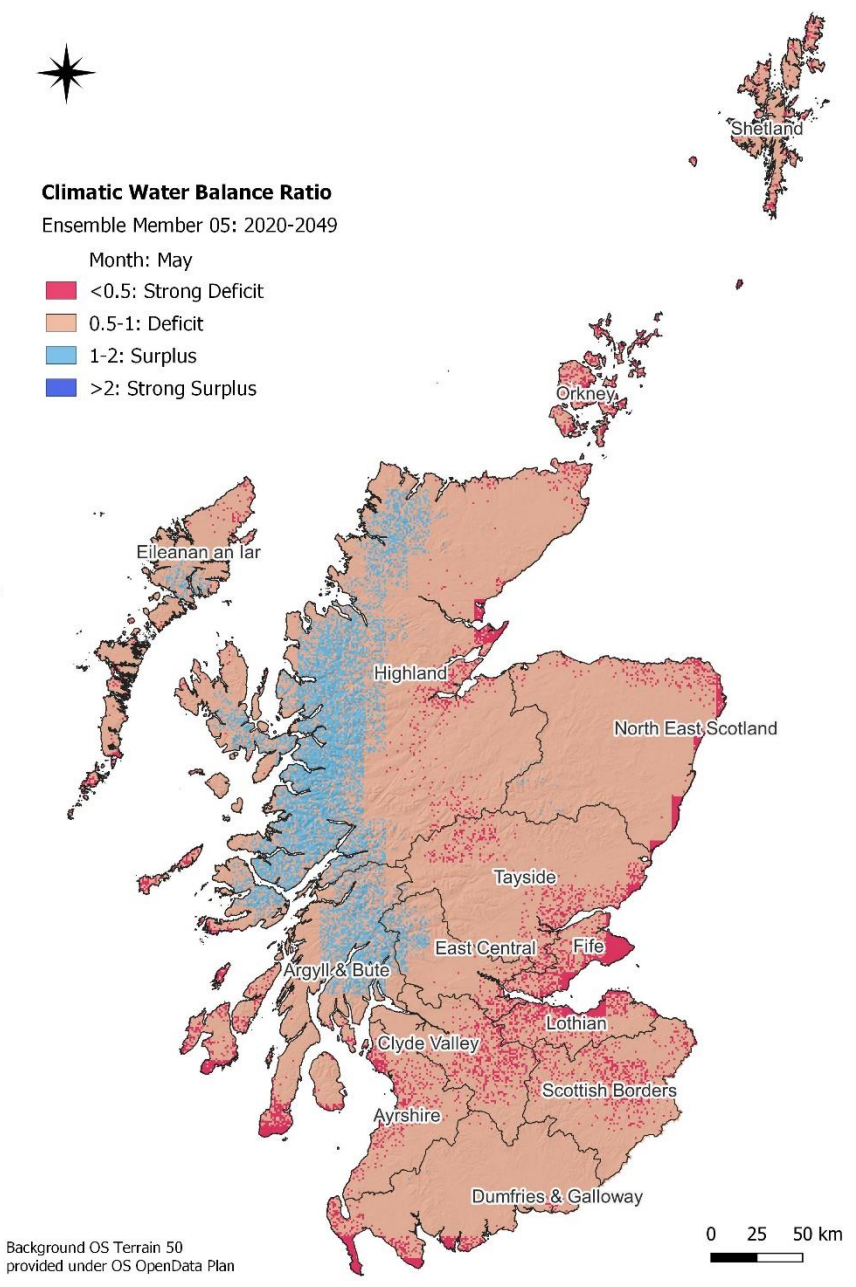 Shetland
Climatic Water Balance Ratio
Ensemble Member 05: 2020-2049
Month: May
<0.5: Strong Deficit
0.5-1: Deficit
1-2: Surplus
>2: Strong Surplus
Orkney
Eileanan an Iar
Highland
North East Scotland
Tayside
East Central
Fife
Argyll & Bute
Lothian
Clyde Valley
Scottish Borders
Ayrshire
Dumfries & Galloway
0 25 50 km
Background OS Terrain 50
provided under OS OpenData Plan